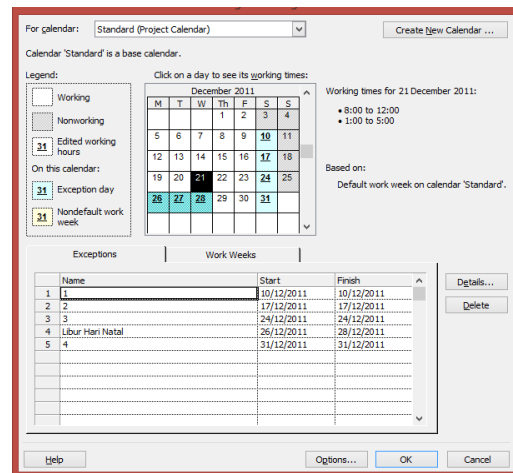 For calendar: Standard (Project Calendar) Create New Calendar ...
Calendar 'Standard' is a base calendar.
Legend:
Working
Nonworking
31 Edited working hours
On this calendar:
31 Exception day
31 Nondefault work week
Click on a day to see its working times:
December 2011
M T W Th F S S
1 2 3 4
5 6 7 8 9 10 11
12 13 14 15 16 17 18
19 20 21 22 23 24 25
26 27 28 29 30 31
Working times for 21 December 2011:
• 8:00 to 12:00
• 1:00 to 5:00
Based on:
Default work week on calendar 'Standard'.
Exceptions Work Weeks
Name Start Finish
1 1 10/12/2011 10/12/2011
2 2 17/12/2011 17/12/2011
3 3 24/12/2011 24/12/2011
4 Libur Hari Natal 26/12/2011 28/12/2011
5 4 31/12/2011 31/12/2011
Details...
Delete
Help Options... OK Cancel